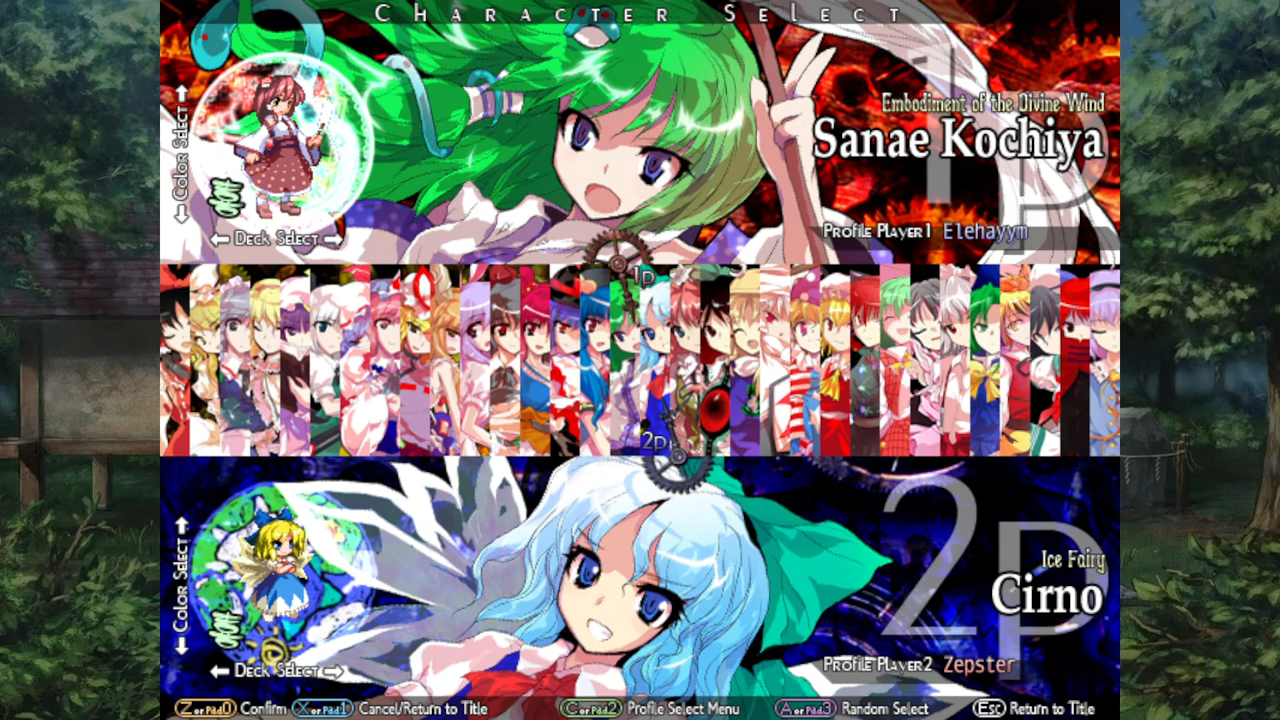 Character Select
1P
Embodiment of the Divine Wind
Sanae Kochiya
Color Select
Deck Select
Profile Player1 Elehayym
1P
2P
2P
Ice Fairy
Cirno
Color Select
Deck Select
Profile Player2 Zepster
Z or Pad0 Confirm X or Pad1 Cancel/Return to Title C or Pad2 Profile Select Menu A or Pad3 Random Select Esc Return to Title